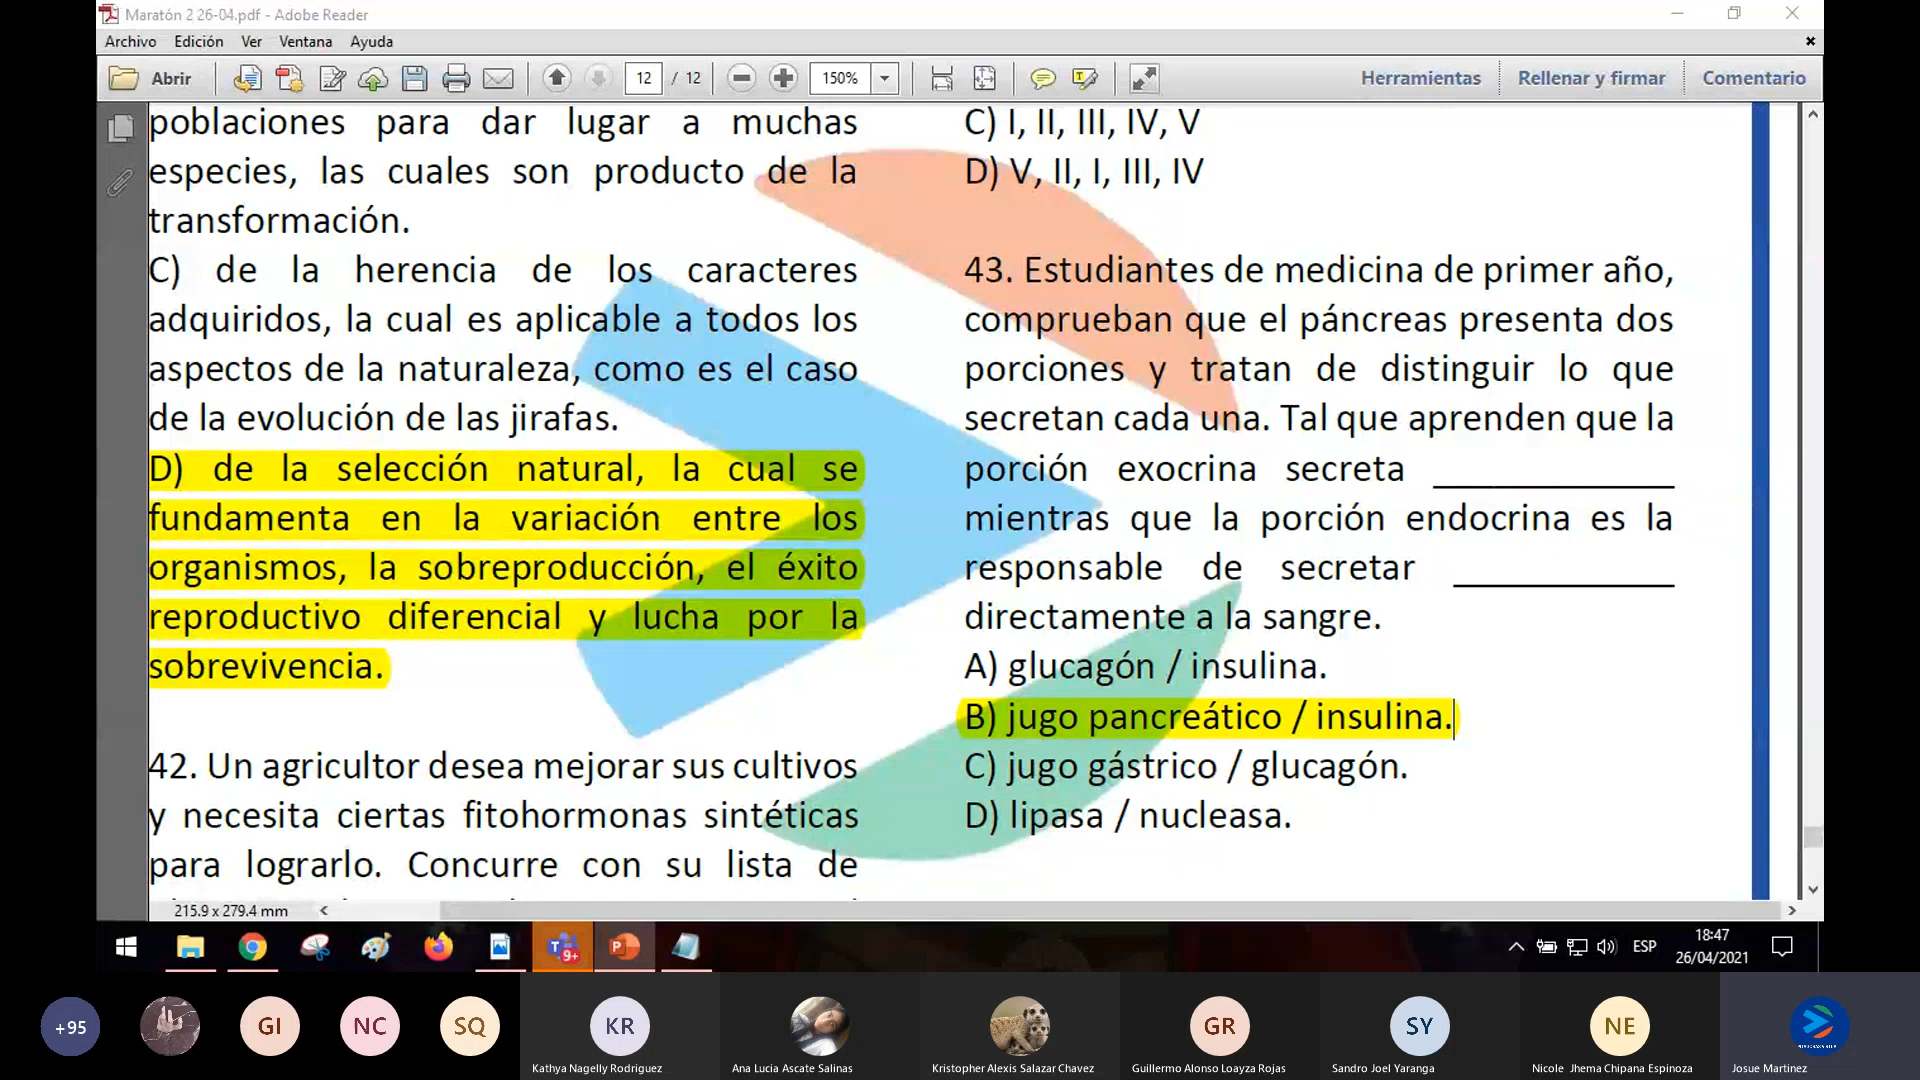 Maratón 2 26-04.pdf - Adobe Reader
Archivo Edición Ver Ventana Ayuda
Abrir 12 / 12 150% Herramientas Rellenar y firmar Comentario
poblaciones para dar lugar a muchas
especies, las cuales son producto de la
transformación.
C) de la herencia de los caracteres
adquiridos, la cual es aplicable a todos los
aspectos de la naturaleza, como es el caso
de la evolución de las jirafas.
D) de la selección natural, la cual se
fundamenta en la variación entre los
organismos, la sobreproducción, el éxito
reproductivo diferencial y lucha por la
sobrevivencia.
42. Un agricultor desea mejorar sus cultivos
y necesita ciertas fitohormonas sintéticas
para lograrlo. Concurre con su lista de
C) I, II, III, IV, V
D) V, II, I, III, IV
43. Estudiantes de medicina de primer año,
comprueban que el páncreas presenta dos
porciones y tratan de distinguir lo que
secretan cada una. Tal que aprenden que la
porción exocrina secreta ____________
mientras que la porción endocrina es la
responsable de secretar ___________
directamente a la sangre.
A) glucagón / insulina.
B) jugo pancreático / insulina.
C) jugo gástrico / glucagón.
D) lipasa / nucleasa.
215.9 x 279.4 mm
9+
ESP
18:47
26/04/2021
+95 GI NC SQ KR GR SY NE
Kathya Nagelly Rodriguez Ana Lucia Ascate Salinas Kristopher Alexis Salazar Chavez Guillermo Alonso Loayza Rojas Sandro Joel Yaranga Nicole Jhema Chipana Espinoza Josue Martinez